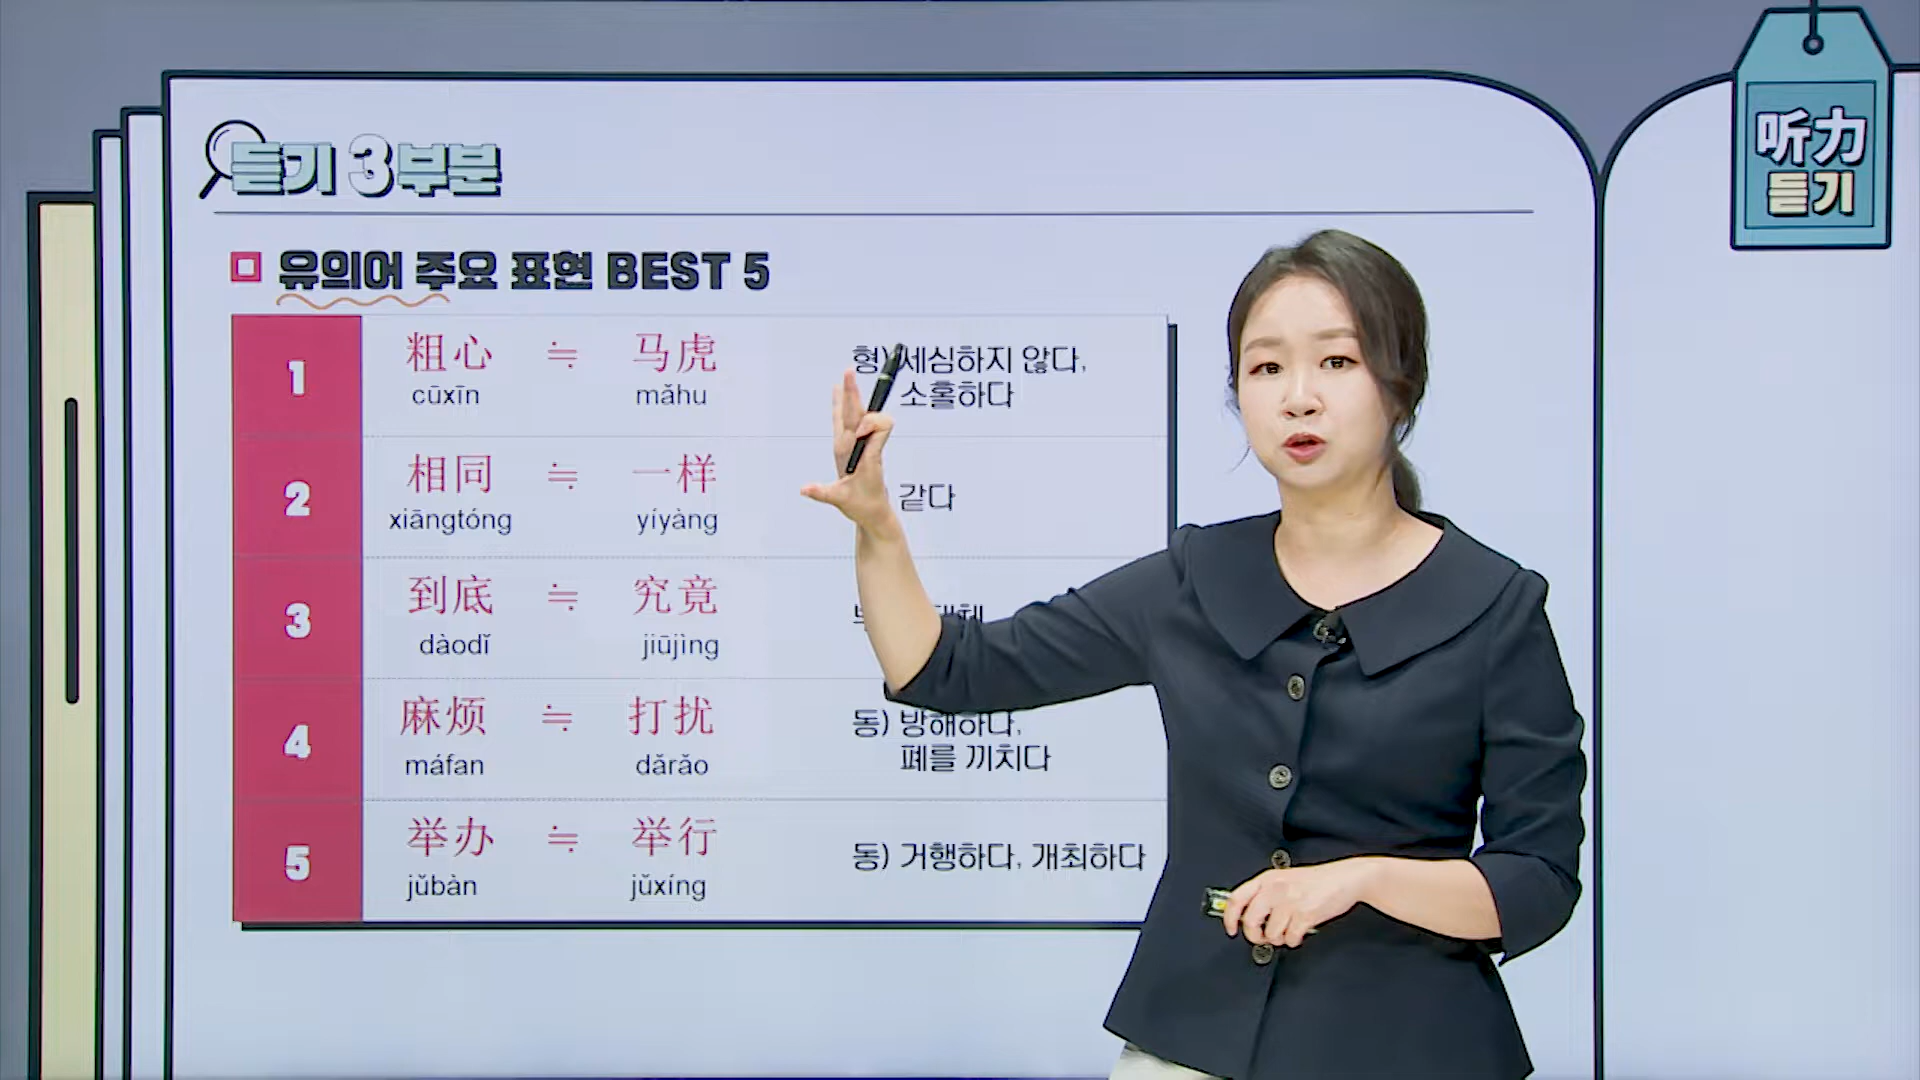 듣기 3부분
听力
듣기
유의어 주요 표현 BEST 5
1 粗心 ≒ 马虎 형) 세심하지 않다,
cūxīn mǎhu 소홀하다
2 相同 ≒ 一样 같다
xiāngtóng yíyàng
3 到底 ≒ 究竟
dàodǐ jiūjìng
4 麻烦 ≒ 打扰 동) 방해하다,
máfan dǎrǎo 폐를 끼치다
5 举办 ≒ 举行 동) 거행하다, 개최하다
jǔbàn jǔxíng